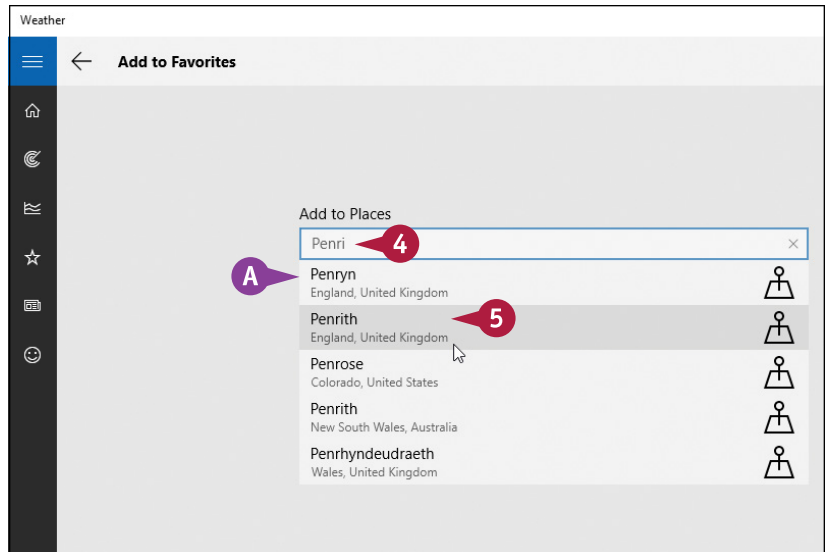 Weather
Add to Favorites
Add to Places
Penri
4
A
Penryn
England, United Kingdom
Penrith
England, United Kingdom
5
Penrose
Colorado, United States
Penrith
New South Wales, Australia
Penrhyndeudraeth
Wales, United Kingdom